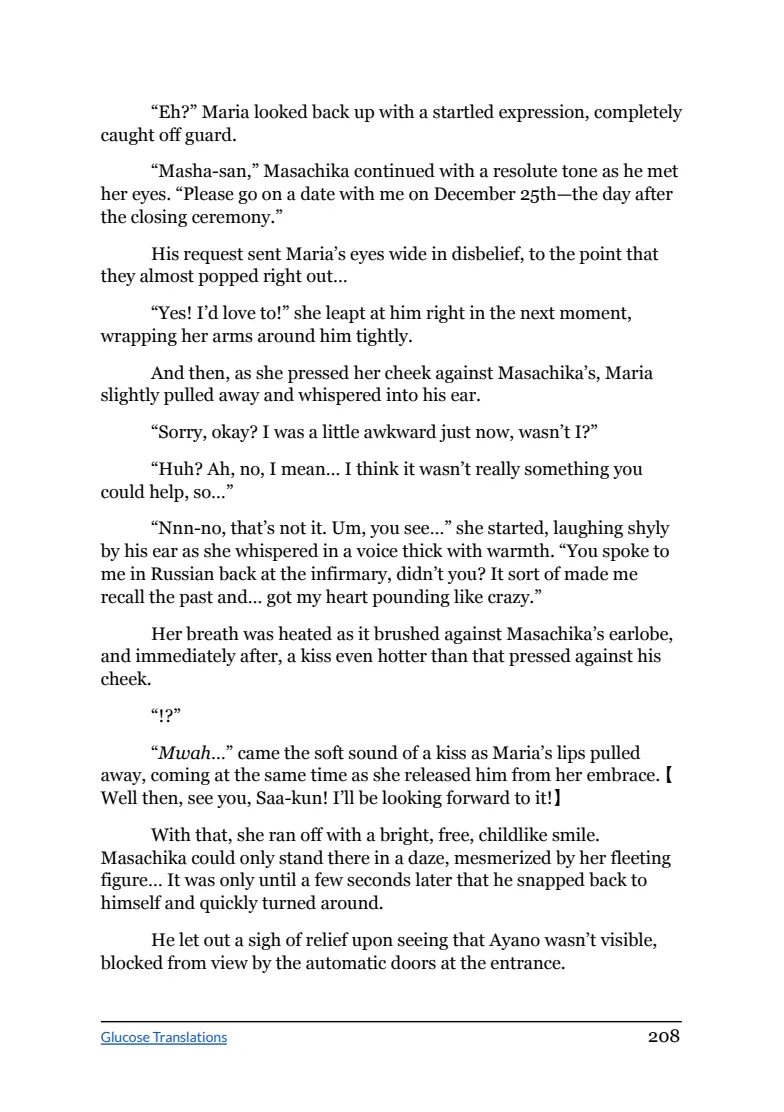 “Eh?” Maria looked back up with a startled expression, completely
caught off guard.
“Masha-san,” Masachika continued with a resolute tone as he met
her eyes. “Please go on a date with me on December 25th—the day after
the closing ceremony.”
His request sent Maria’s eyes wide in disbelief, to the point that
they almost popped right out…
“Yes! I’d love to!” she leapt at him right in the next moment,
wrapping her arms around him tightly.
And then, as she pressed her cheek against Masachika’s, Maria
slightly pulled away and whispered into his ear.
“Sorry, okay? I was a little awkward just now, wasn’t I?”
“Huh? Ah, no, I mean… I think it wasn’t really something you
could help, so…”
“Nnn-no, that’s not it. Um, you see…” she started, laughing shyly
by his ear as she whispered in a voice thick with warmth. “You spoke to
me in Russian back at the infirmary, didn’t you? It sort of made me
recall the past and… got my heart pounding like crazy.”
Her breath was heated as it brushed against Masachika’s earlobe,
and immediately after, a kiss even hotter than that pressed against his
cheek.
“!?”
“Mwah…” came the soft sound of a kiss as Maria’s lips pulled
away, coming at the same time as she released him from her embrace. 【
Well then, see you, Saa-kun! I’ll be looking forward to it!】
With that, she ran off with a bright, free, childlike smile.
Masachika could only stand there in a daze, mesmerized by her fleeting
figure… It was only until a few seconds later that he snapped back to
himself and quickly turned around.
He let out a sigh of relief upon seeing that Ayano wasn’t visible,
blocked from view by the automatic doors at the entrance.
Glucose Translations 208